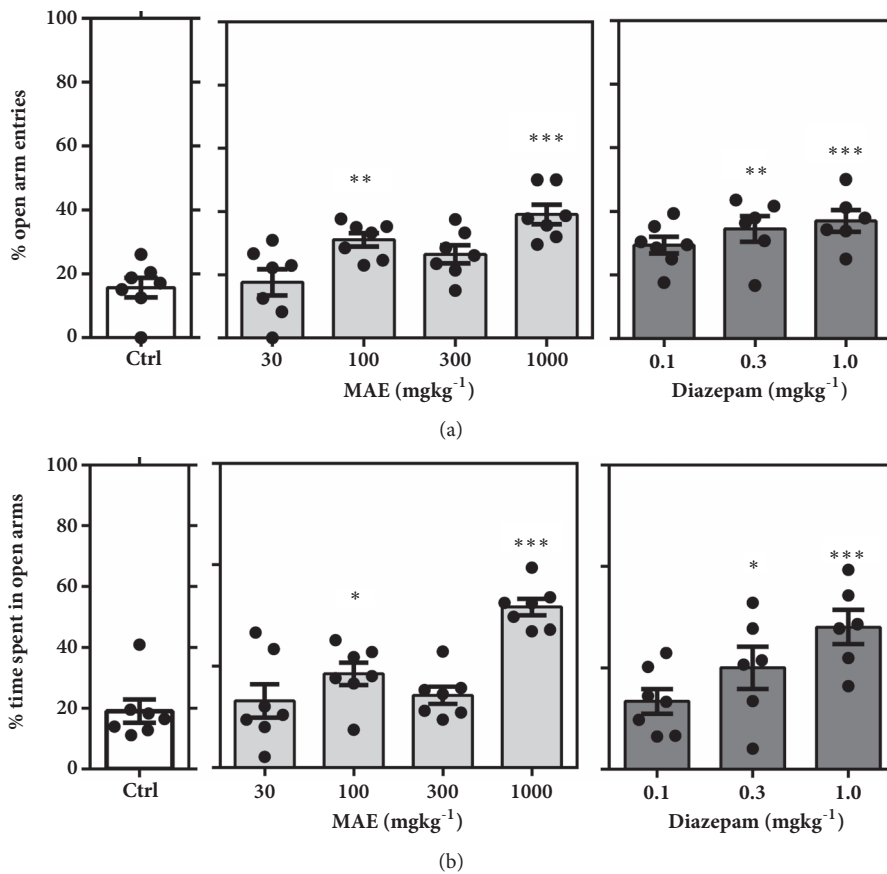 100
80
60
40
20
0
% open arm entries
Ctrl
**
***
30 100 300 1000
MAE (mgkg⁻¹)
**
***
0.1 0.3 1.0
Diazepam (mgkg⁻¹)
(a)
100
80
60
40
20
0
% time spent in open arms
Ctrl
*
***
30 100 300 1000
MAE (mgkg⁻¹)
*
***
0.1 0.3 1.0
Diazepam (mgkg⁻¹)
(b)